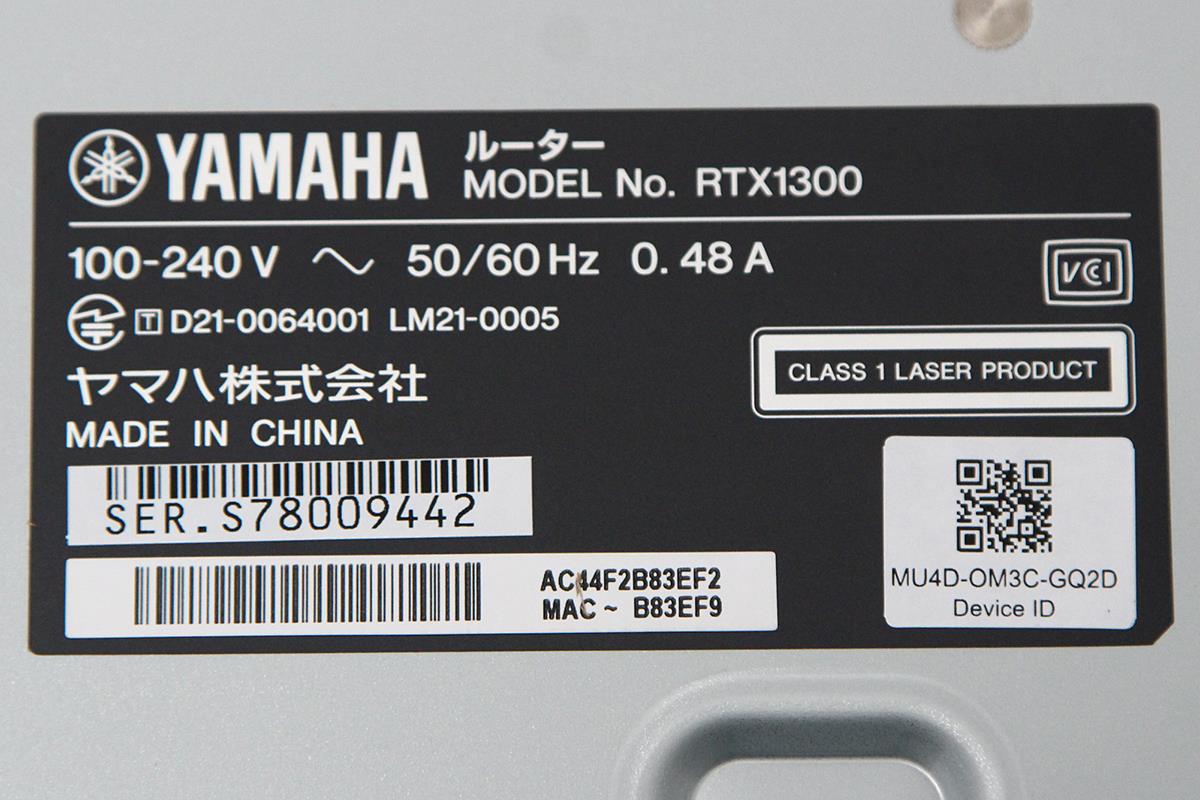 YAMAHA ルーター
MODEL No. RTX1300
100-240 V ～ 50/60 Hz 0.48 A
VCI
T D21-0064001 LM21-0005
CLASS 1 LASER PRODUCT
ヤマハ株式会社
MADE IN CHINA
SER.S78009442
AC44F2B83EF2
MAC ~ B83EF9
MU4D-OM3C-GQ2D
Device ID